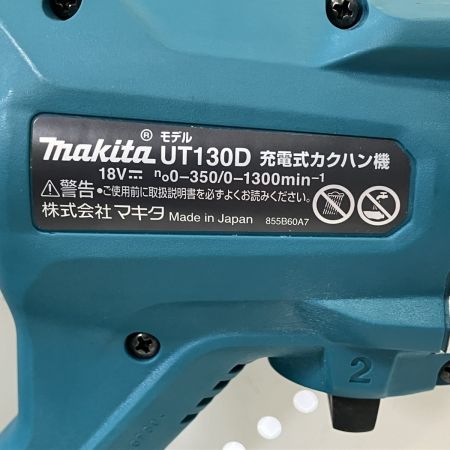 makita® モデル UT130D 充電式カクハン機
18V⎓ n₀0−350/0−1300min⁻¹
⚠警告 ●ご使用前に取扱説明書を必ずよくお読みください。
株式会社マキタ Made in Japan 855B60A7
2